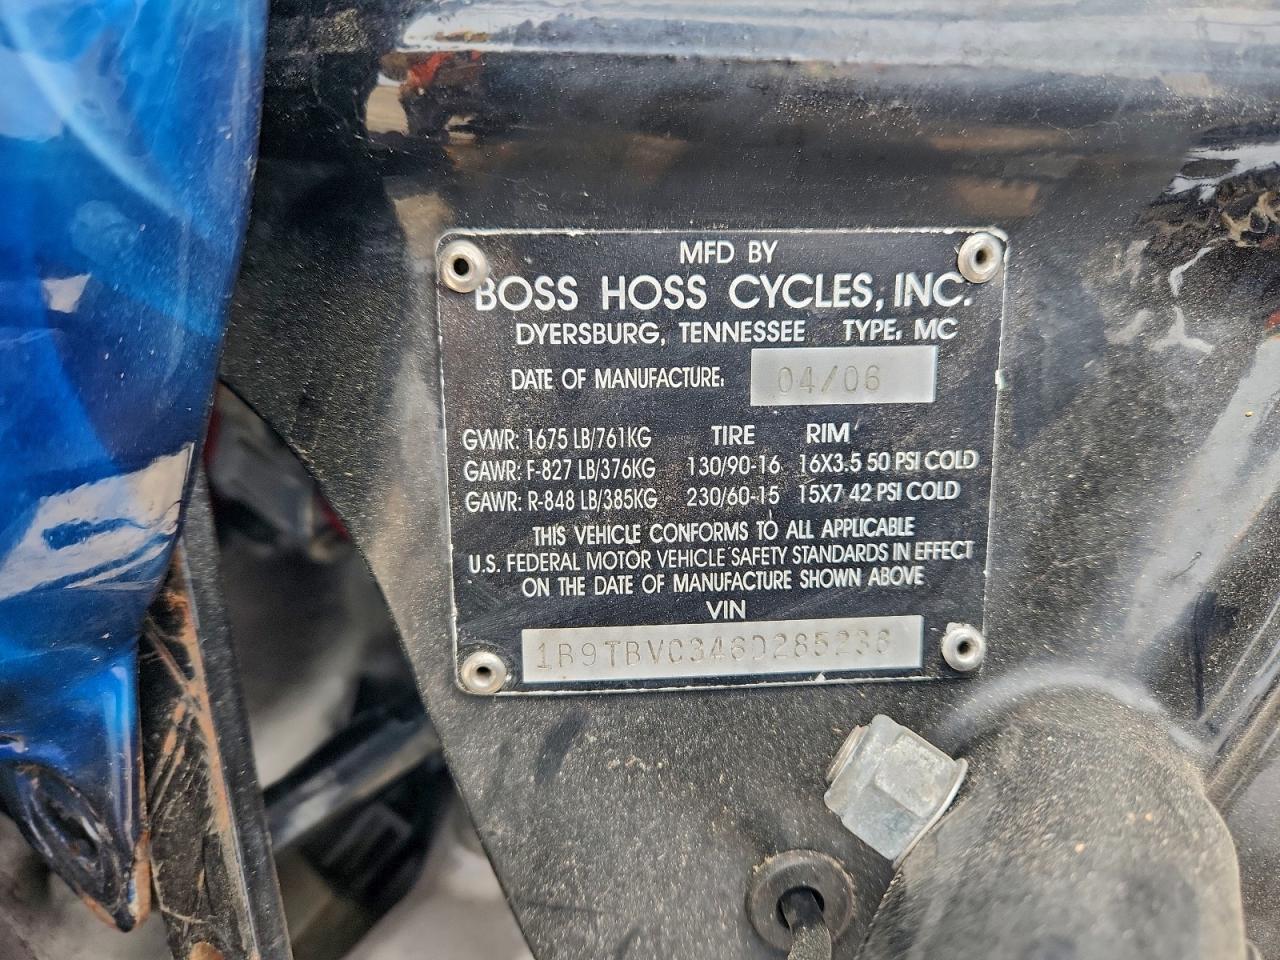 MFD BY
BOSS HOSS CYCLES, INC.
DYERSBURG, TENNESSEE TYPE: MC
DATE OF MANUFACTURE: 04/06
GVWR: 1675 LB/761KG TIRE RIM
GAWR: F-827 LB/376KG 130/90-16 16X3.5 50 PSI COLD
GAWR: R-848 LB/385KG 230/60-15 15X7 42 PSI COLD
THIS VEHICLE CONFORMS TO ALL APPLICABLE
U.S. FEDERAL MOTOR VEHICLE SAFETY STANDARDS IN EFFECT
ON THE DATE OF MANUFACTURE SHOWN ABOVE
VIN
1B9TBVC346D285236